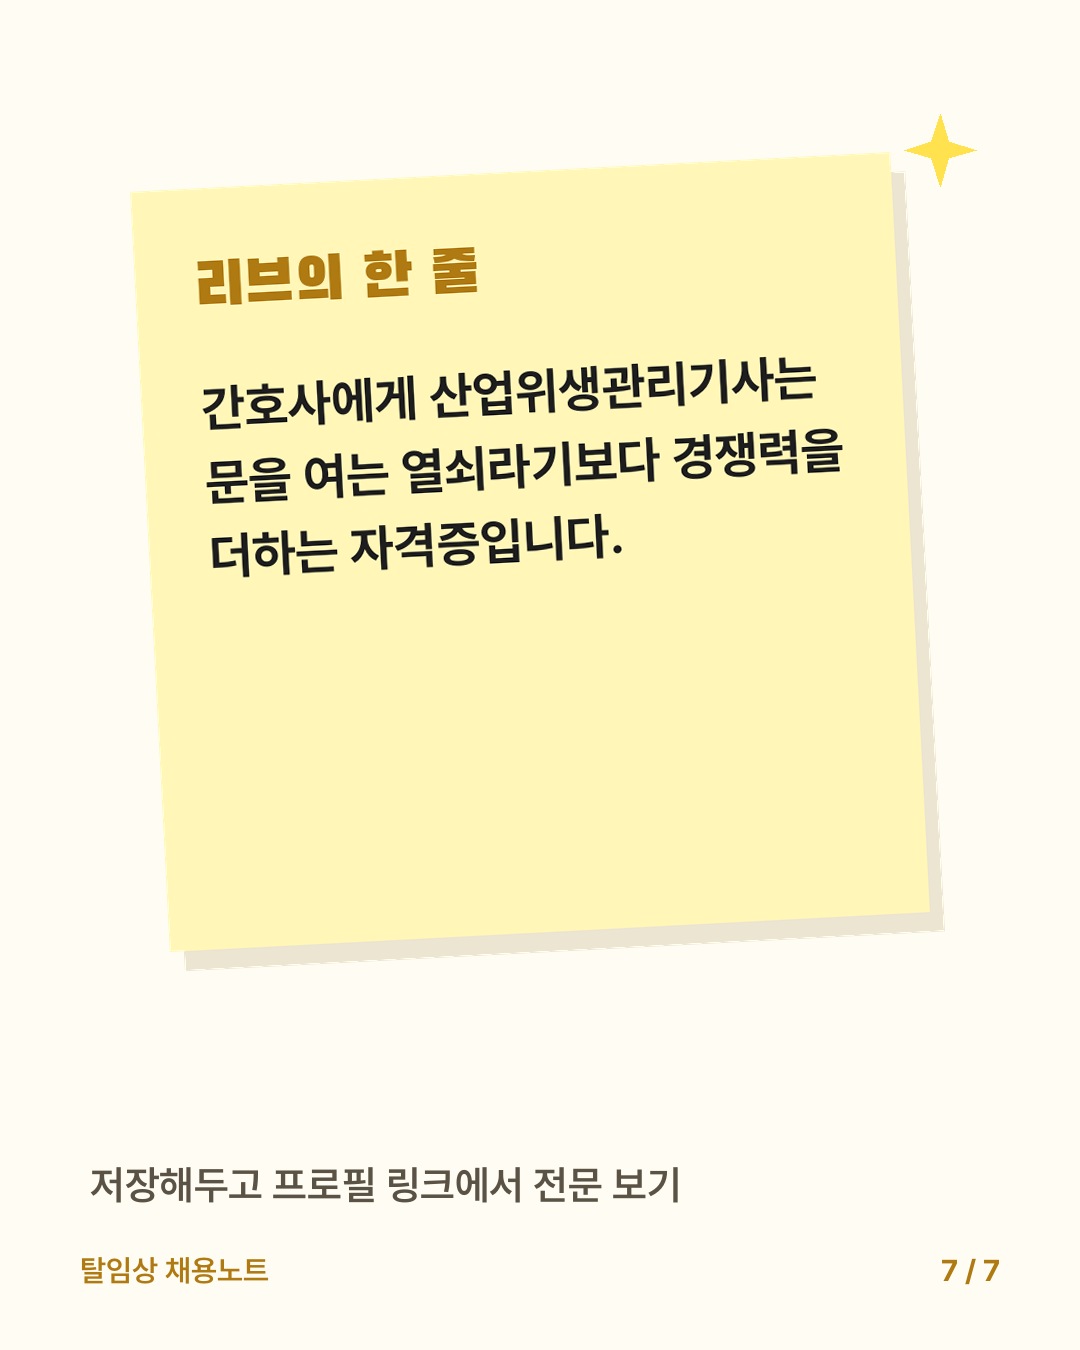 리브의 한 줄
간호사에게 산업위생관리기사는
문을 여는 열쇠라기보다 경쟁력을
더하는 자격증입니다.
저장해두고 프로필 링크에서 전문 보기
탈임상 채용노트
7 / 7